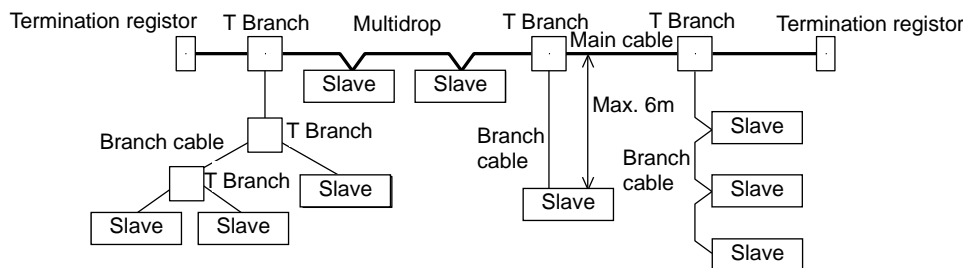 Termination registor
T Branch
Multidrop
T Branch
T Branch
Termination registor
Main cable
Slave
Slave
Max. 6m
T Branch
Slave
Branch cable
Branch
cable
Branch
cable
T Branch
Slave
Slave
Slave
Slave
Slave
Slave